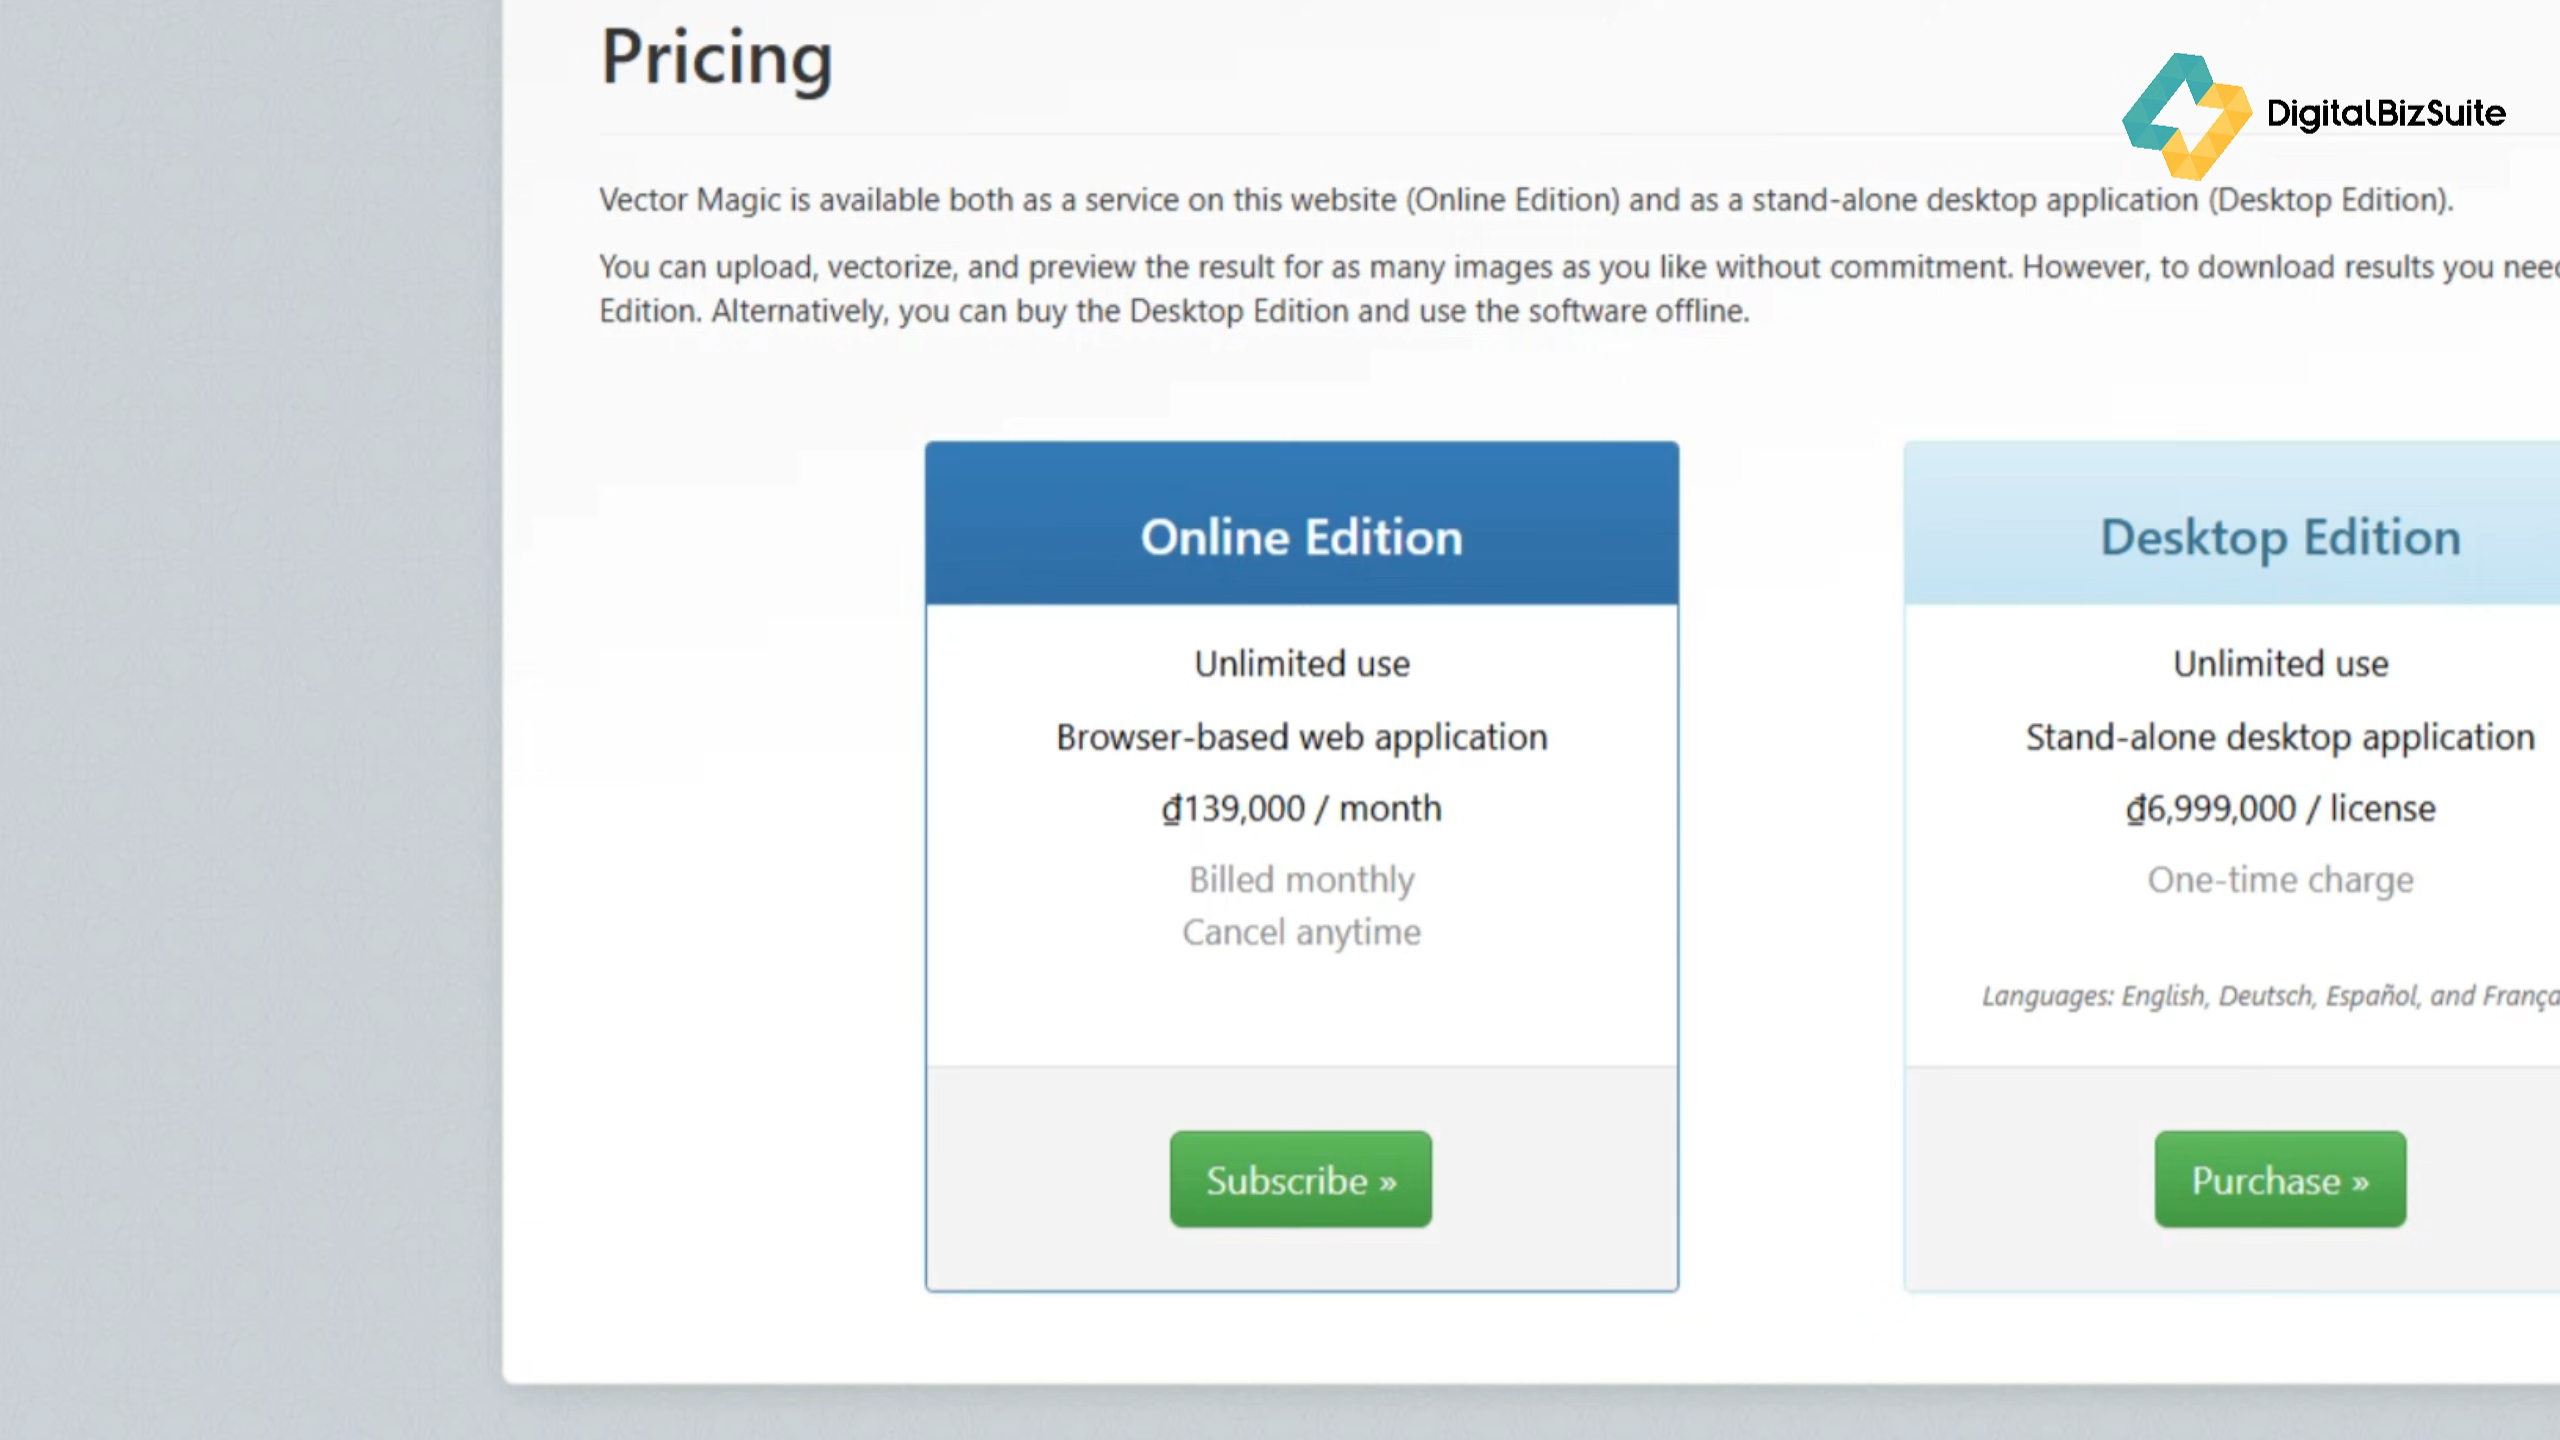 Pricing
DigitalBizSuite
Vector Magic is available both as a service on this website (Online Edition) and as a stand-alone desktop application (Desktop Edition).
You can upload, vectorize, and preview the result for as many images as you like without commitment. However, to download results you
Edition. Alternatively, you can buy the Desktop Edition and use the software offline.
Online Edition
Unlimited use
Browser-based web application
₫139,000 / month
Billed monthly
Cancel anytime
Subscribe »
Desktop Edition
Unlimited use
Stand-alone desktop application
₫6,999,000 / license
One-time charge
Languages: English, Deutsch, Español, and
Purchase »